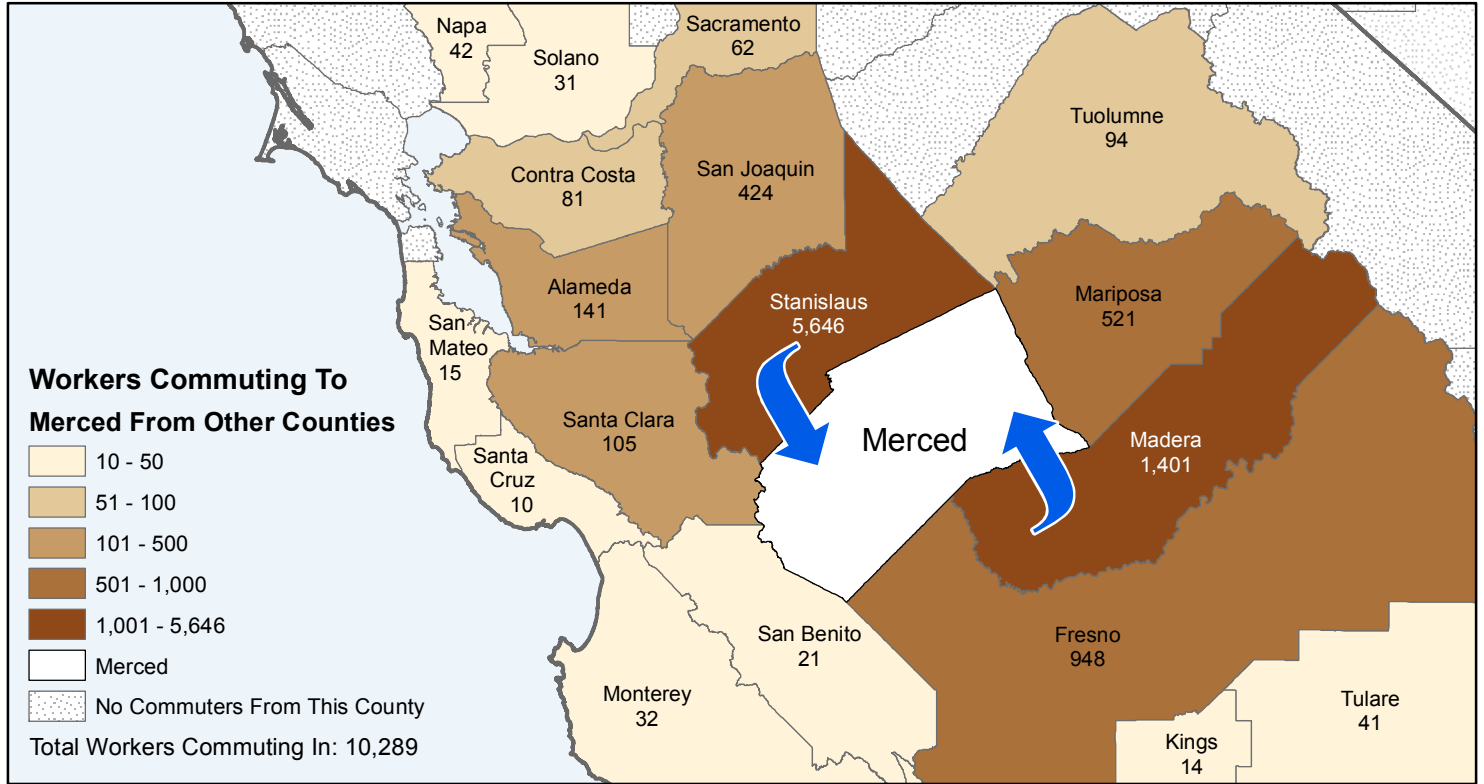 Napa
42
Solano
31
Sacramento
62
Tuolumne
94
Contra Costa
81
San Joaquin
424
Alameda
141
Stanislaus
5,646
Mariposa
521
San
Mateo
15
Santa Clara
105
Merced
Madera
1,401
Santa
Cruz
10
San Benito
21
Fresno
948
Monterey
32
Tulare
41
Kings
14
Workers Commuting To
Merced From Other Counties
10 - 50
51 - 100
101 - 500
501 - 1,000
1,001 - 5,646
Merced
No Commuters From This County
Total Workers Commuting In: 10,289